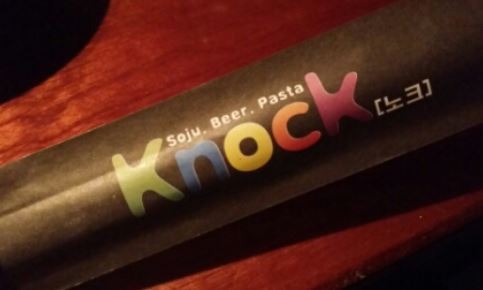 Soju. Beer. Pasta
Knock [노크]